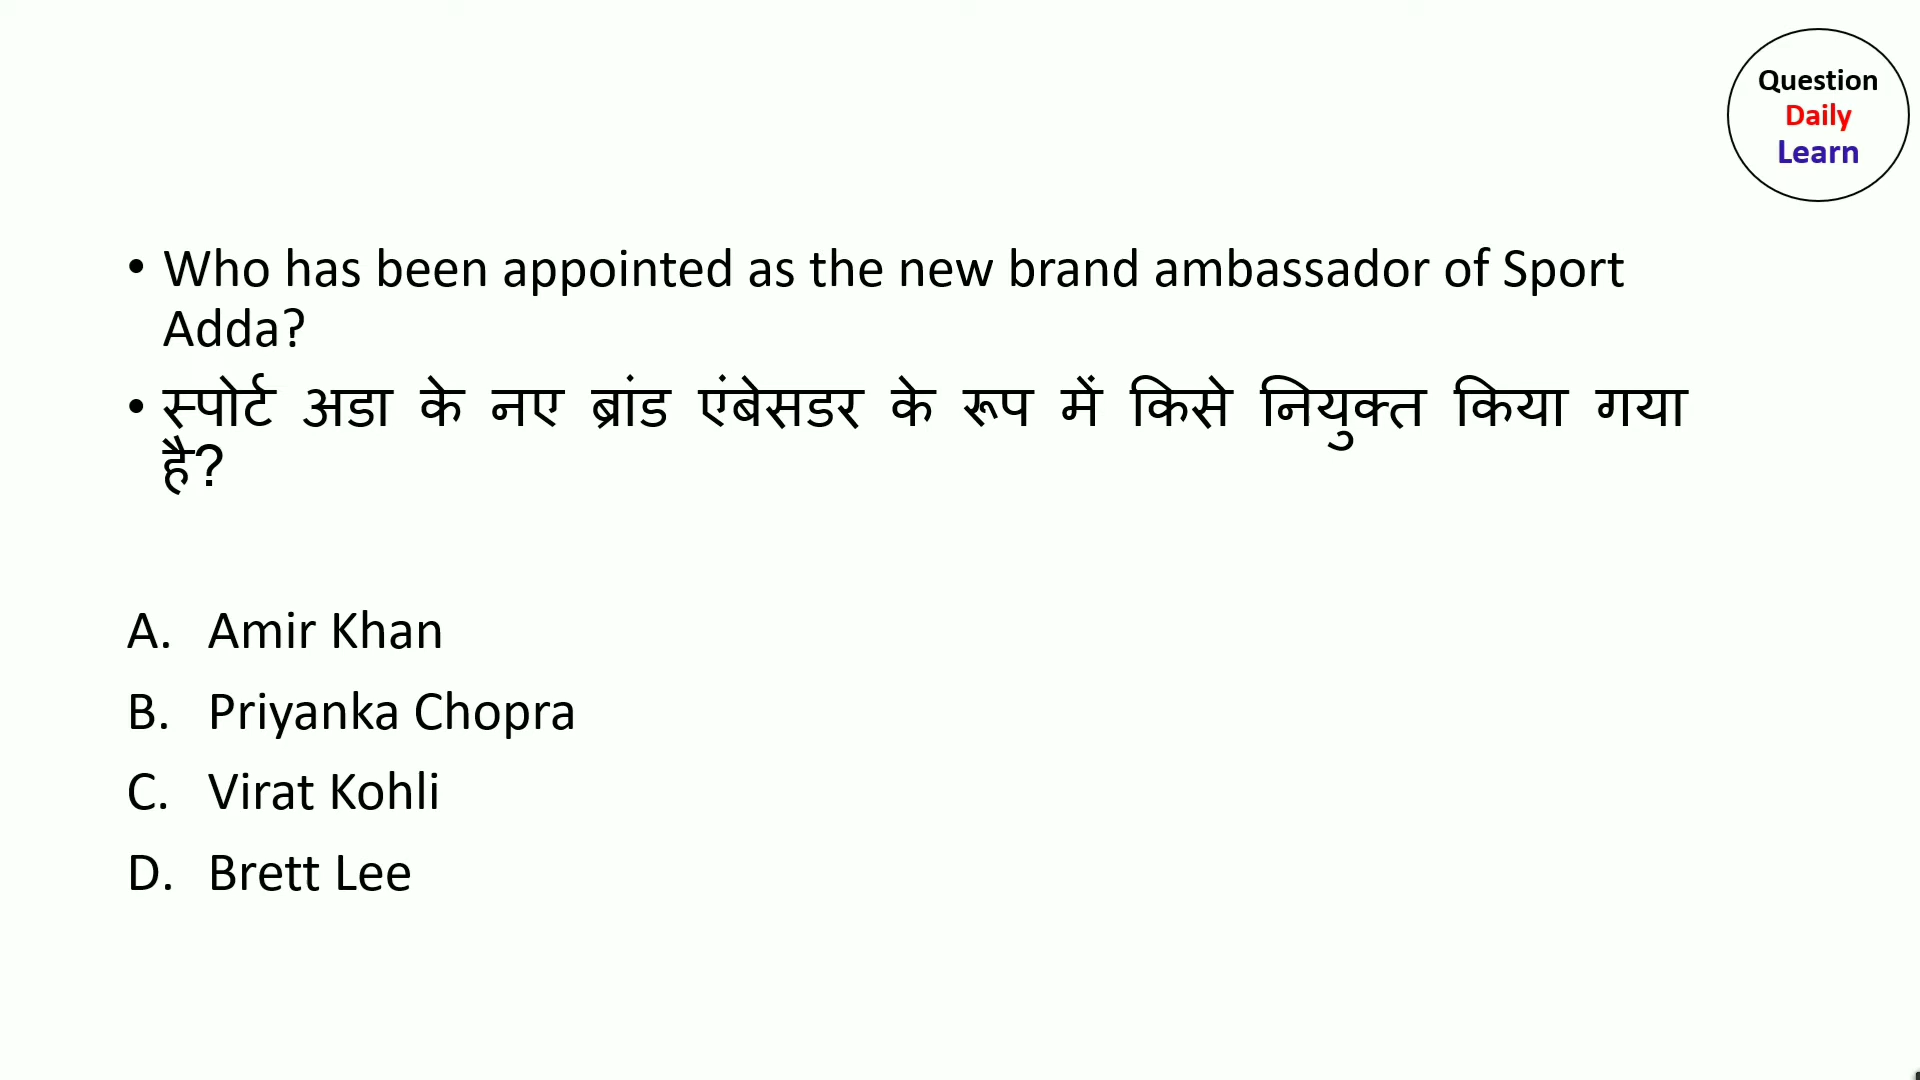 Question
Daily
Learn
• Who has been appointed as the new brand ambassador of Sport
Adda?
• स्पोर्ट अडा के नए ब्रांड एंबेसडर के रूप में किसे नियुक्त किया गया
है?
A. Amir Khan
B. Priyanka Chopra
C. Virat Kohli
D. Brett Lee